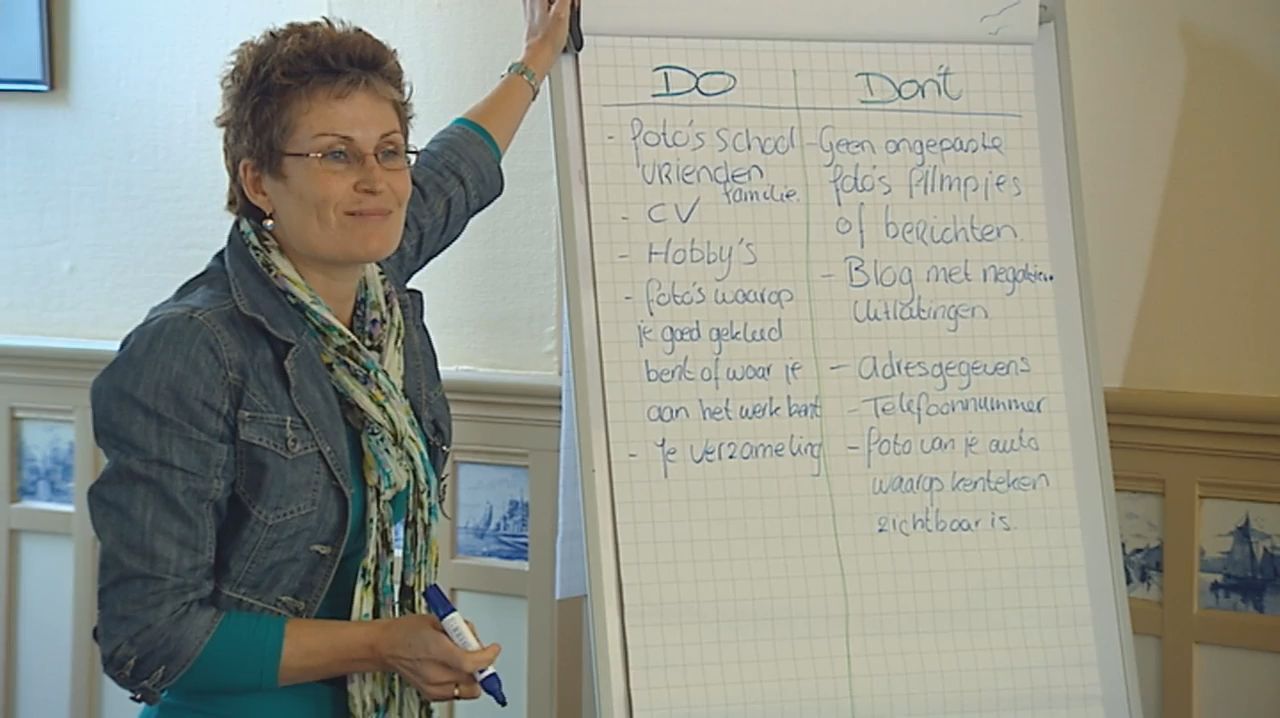 DO
- foto's school
vrienden
familie.
- CV
- Hobby's
- foto's waarop
je goed gekleed
bent of waar je
aan het werk bent
- Je verzameling
Don't
- Geen ongepaste
foto's filmpjes
of berichten.
- Blog met
Uitlatingen
- Adresgegevens
- Telefoonnummer
- foto van je auto
waarop kenteken
zichtbaar is.